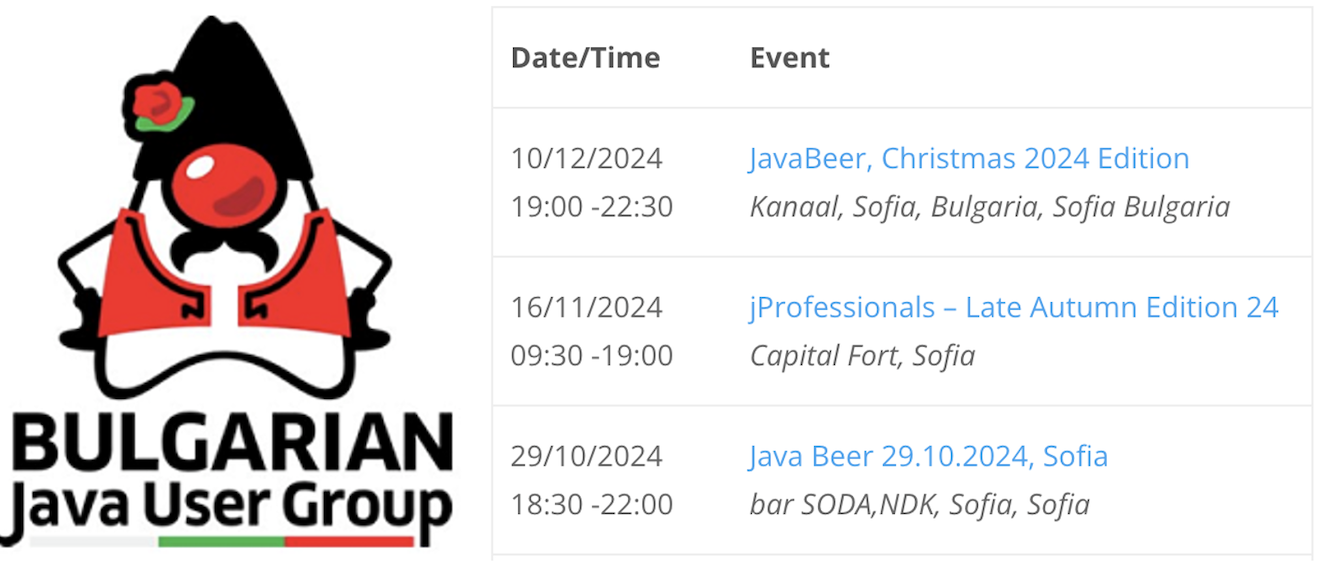 BULGARIAN
Java User Group
Date/Time Event
10/12/2024 JavaBeer, Christmas 2024 Edition
19:00 -22:30 Kanaal, Sofia, Bulgaria, Sofia Bulgaria
16/11/2024 jProfessionals – Late Autumn Edition 24
09:30 -19:00 Capital Fort, Sofia
29/10/2024 Java Beer 29.10.2024, Sofia
18:30 -22:00 bar SODA,NDK, Sofia, Sofia